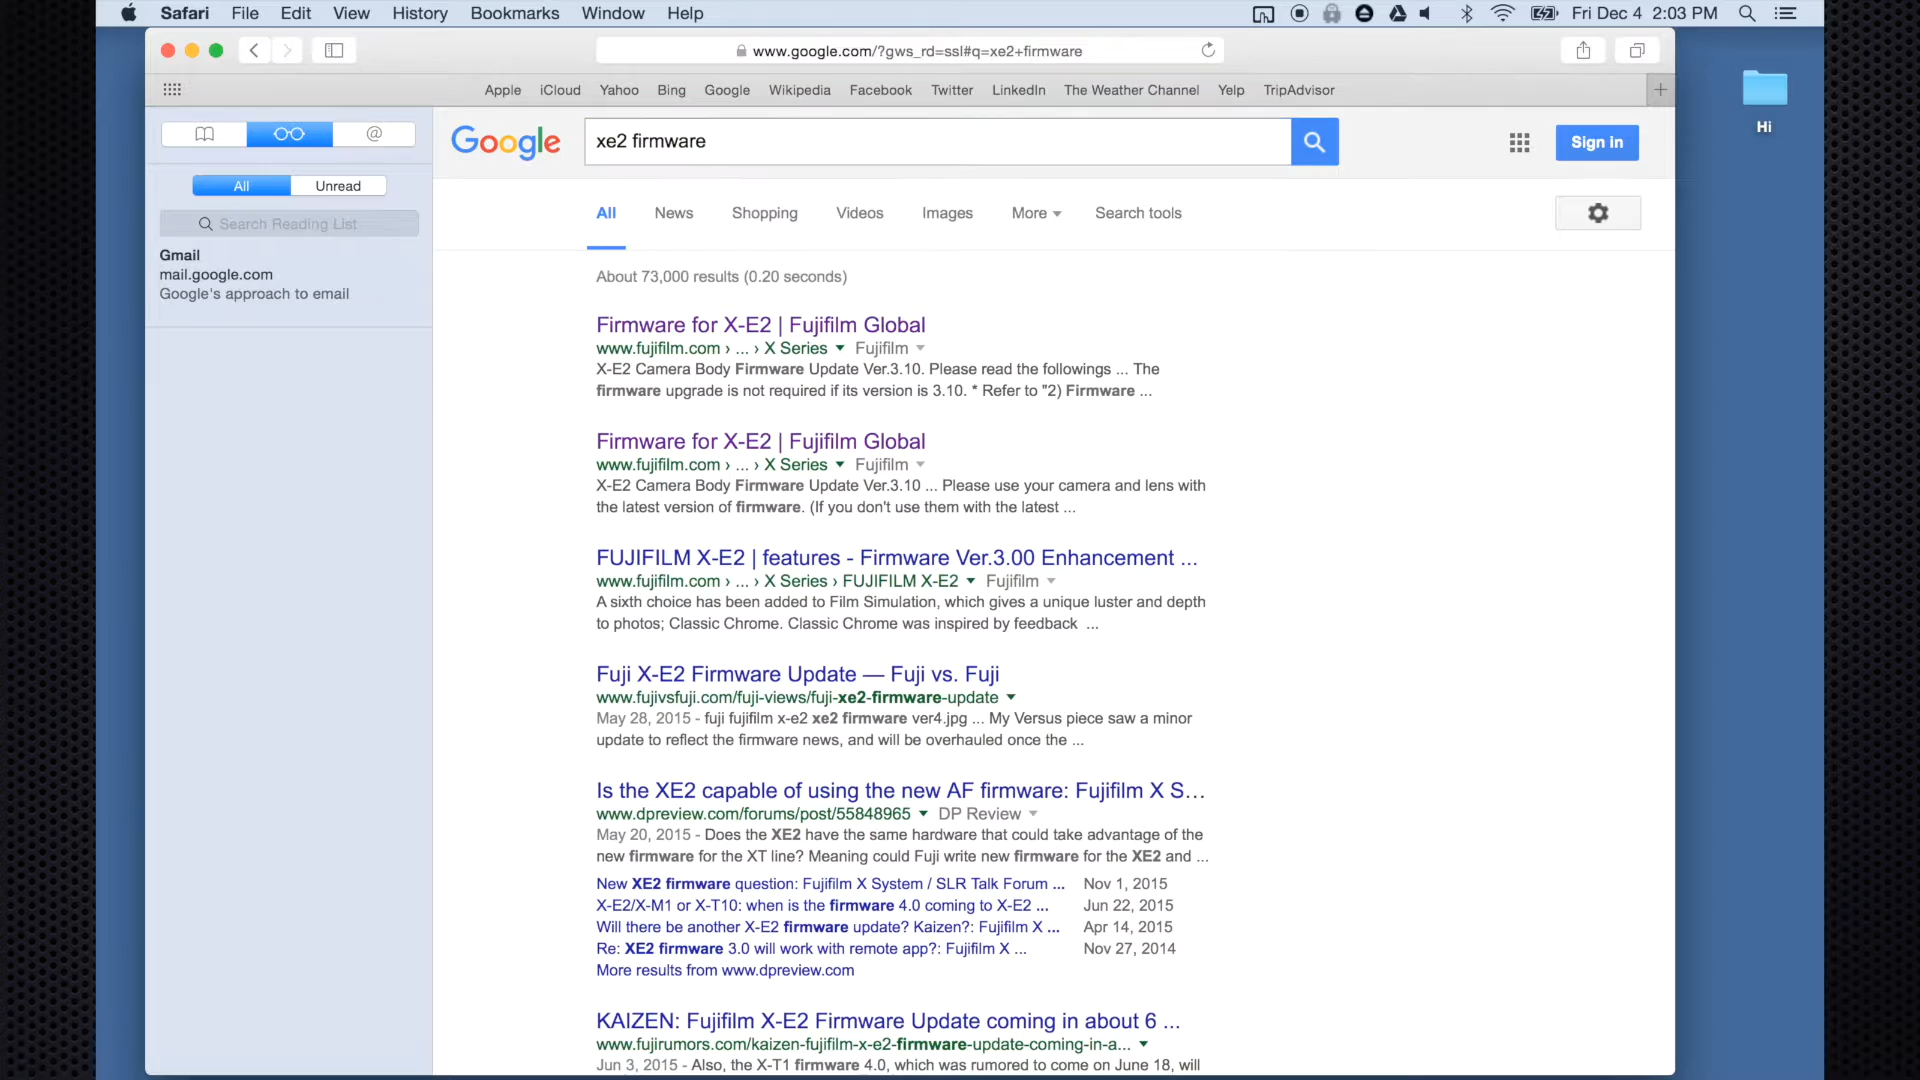 Safari File Edit View History Bookmarks Window Help Fri Dec 4 2:03 PM
www.google.com/?gws_rd=ssl#q=xe2+firmware
Apple iCloud Yahoo Bing Google Wikipedia Facebook Twitter LinkedIn The Weather Channel Yelp TripAdvisor
Hi
@
All Unread
Search Reading List
Gmail
mail.google.com
Google's approach to email
Google xe2 firmware Sign in
All News Shopping Videos Images More Search tools
About 73,000 results (0.20 seconds)
Firmware for X-E2 | Fujifilm Global
www.fujifilm.com › ... › X Series Fujifilm
X-E2 Camera Body Firmware Update Ver.3.10. Please read the followings ... The
firmware upgrade is not required if its version is 3.10. * Refer to "2) Firmware ...
Firmware for X-E2 | Fujifilm Global
www.fujifilm.com › ... › X Series Fujifilm
X-E2 Camera Body Firmware Update Ver.3.10 ... Please use your camera and lens with
the latest version of firmware. (If you don't use them with the latest ...
FUJIFILM X-E2 | features - Firmware Ver.3.00 Enhancement ...
www.fujifilm.com › ... › X Series › FUJIFILM X-E2 Fujifilm
A sixth choice has been added to Film Simulation, which gives a unique luster and depth
to photos; Classic Chrome. Classic Chrome was inspired by feedback ...
Fuji X-E2 Firmware Update — Fuji vs. Fuji
www.fujivsfuji.com/fuji-views/fuji-xe2-firmware-update
May 28, 2015 - fuji fujifilm x-e2 xe2 firmware ver4.jpg ... My Versus piece saw a minor
update to reflect the firmware news, and will be overhauled once the ...
Is the XE2 capable of using the new AF firmware: Fujifilm X S...
www.dpreview.com/forums/post/55848965 DP Review
May 20, 2015 - Does the XE2 have the same hardware that could take advantage of the
new firmware for the XT line? Meaning could Fuji write new firmware for the XE2 and ...
New XE2 firmware question: Fujifilm X System / SLR Talk Forum ... Nov 1, 2015
X-E2/X-M1 or X-T10: when is the firmware 4.0 coming to X-E2 ... Jun 22, 2015
Will there be another X-E2 firmware update? Kaizen?: Fujifilm X ... Apr 14, 2015
Re: XE2 firmware 3.0 will work with remote app?: Fujifilm X ... Nov 27, 2014
More results from www.dpreview.com
KAIZEN: Fujifilm X-E2 Firmware Update coming in about 6 ...
www.fujirumors.com/kaizen-fujifilm-x-e2-firmware-update-coming-in-a...
Jun 3, 2015 - Also, the X-T1 firmware 4.0, which was rumored to come on June 18, will